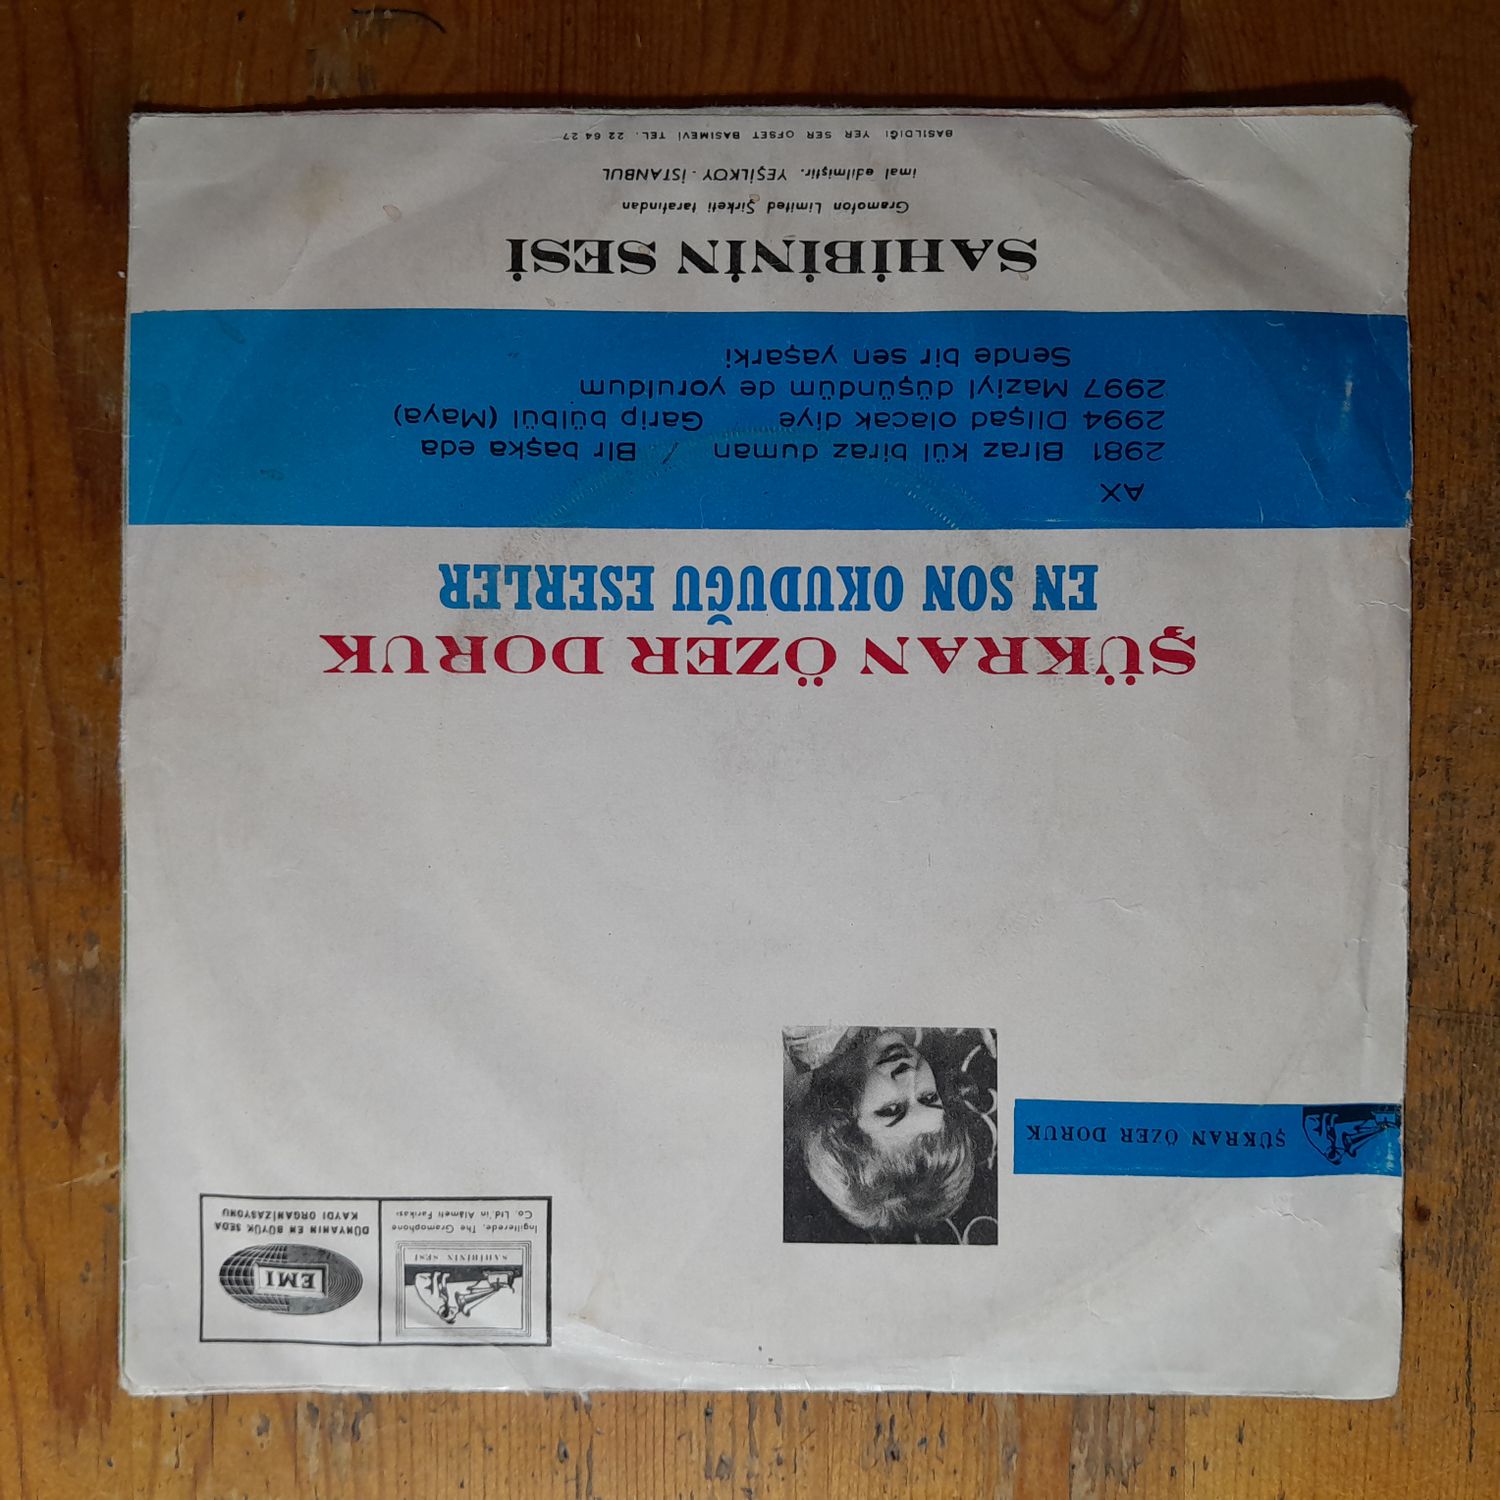 İngilterede, The Gramophone
Co. Ltd.'in Alâmeti Farikası
SAHİBİNİN SESİ
EMI
DÜNYANIN EN BÜYÜK SEDA
KAYDI ORGANİZASYONU
ŞÜKRAN ÖZER DORUK
ŞÜKRAN ÖZER DORUK
EN SON OKUDUĞU ESERLER
AX
2981 Biraz kül biraz duman / Bir başka eda
2994 Dilşad olacak diye Garip bülbül (Maya)
2997 Maziyi düşündüm de yoruldum
Sende bir sen yaşarki
SAHİBİNİN SESİ
Gramofon Limited Şirketi tarafından
imal edilmiştir. YEŞİLKÖY - İSTANBUL
BASILDIĞI YER SER OFSET BASIMEVİ TEL. 22 64 27